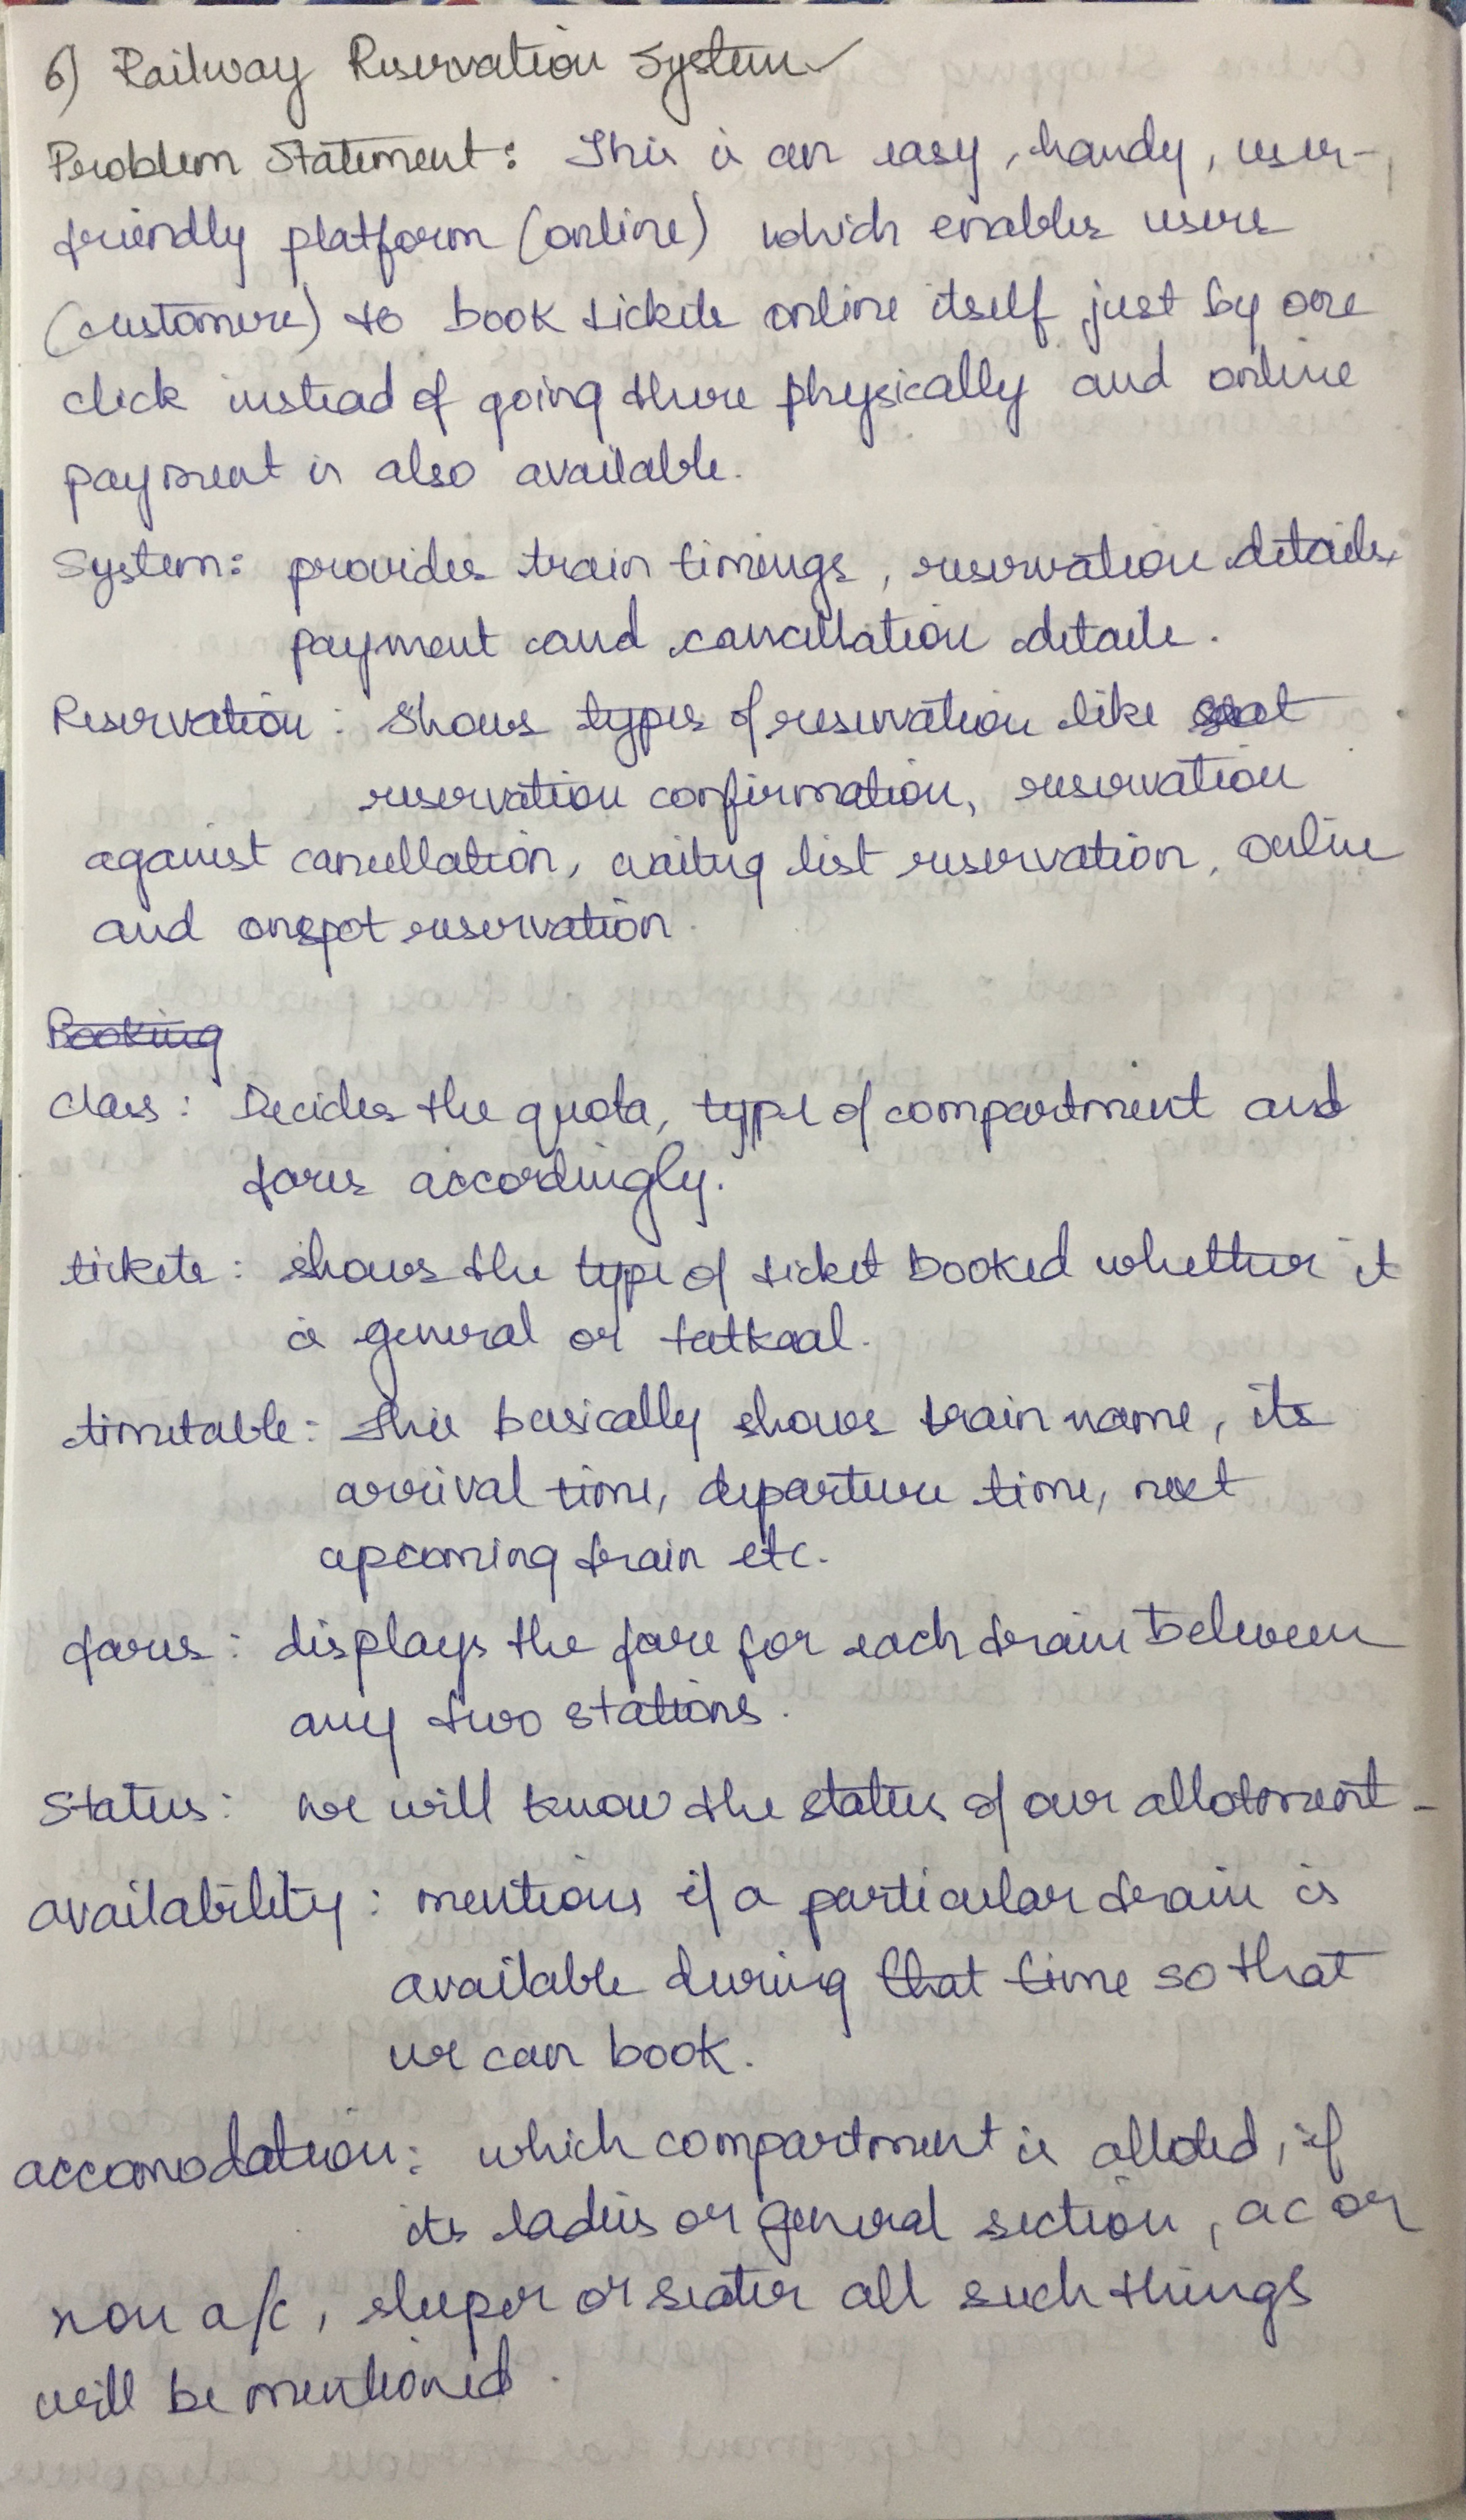 6) Railway Reservation System
Problem Statement: This is an easy, handy, user-
friendly platform (online) which enables users
(customers) to book tickets online itself just by one
click instead of going there physically and online
payment is also available.
System: provides train timings, reservation details,
payment and cancellation details.
Reservation: Shows types of reservation like seat
reservation confirmation, reservation
against cancellation, waiting list reservation, online
and onspot reservation.
Booking
class: Decides the quota, type of compartment and
fares accordingly.
tickets: shows the type of ticket booked whether it
is general or tatkaal.
timetable: this basically shows train name, its
arrival time, departure time, next
upcoming train etc.
fares: displays the fare for each train between
any two stations.
Status: we will know the status of our allotment.
availability: mentions if a particular train is
available during that time so that
we can book.
accomodation: which compartment is alloted, if
its ladies or general section, ac or
non a/c, sleeper or seater all such things
will be mentioned.